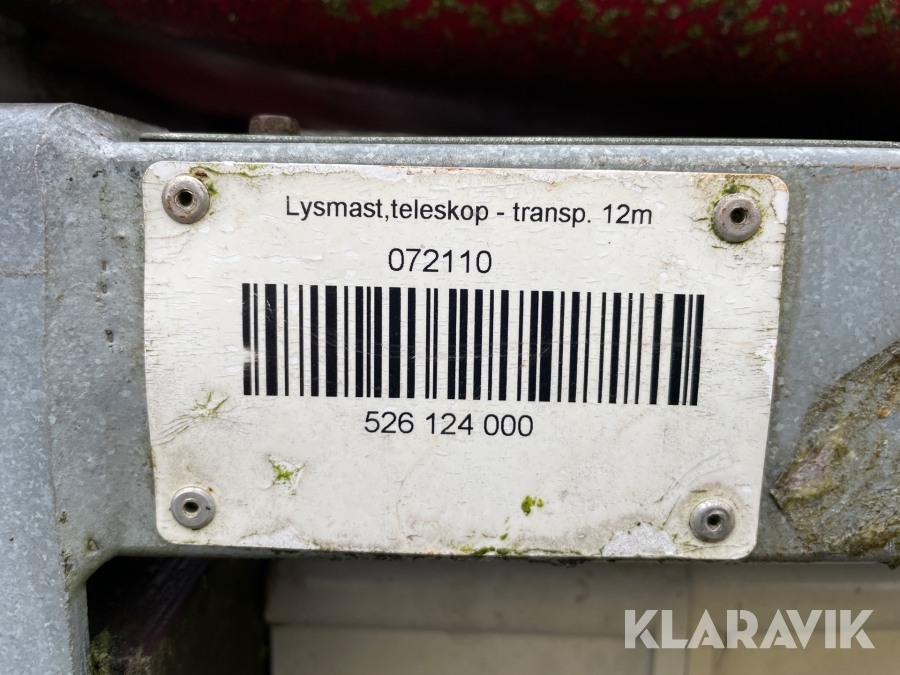 Lysmast,teleskop - transp. 12m
072110
526 124 000
KLARAVIK